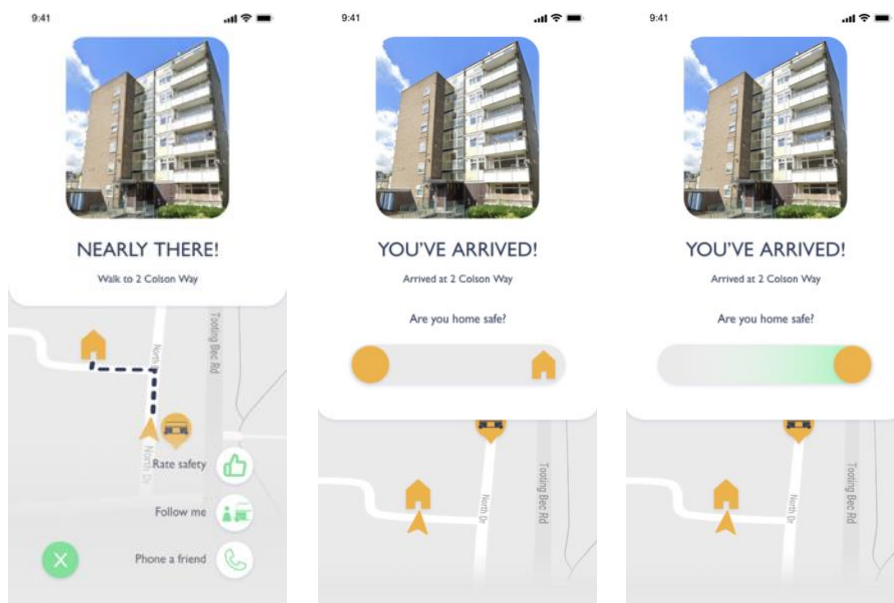 9:41
NEARLY THERE!
Walk to 2 Colson Way
North Dr
Tooting Bec Rd
North Dr
Rate safety
Follow me
Phone a friend
9:41
YOU'VE ARRIVED!
Arrived at 2 Colson Way
Are you home safe?
North Dr
Tooting Bec Rd
9:41
YOU'VE ARRIVED!
Arrived at 2 Colson Way
Are you home safe?
North Dr
Tooting Bec Rd